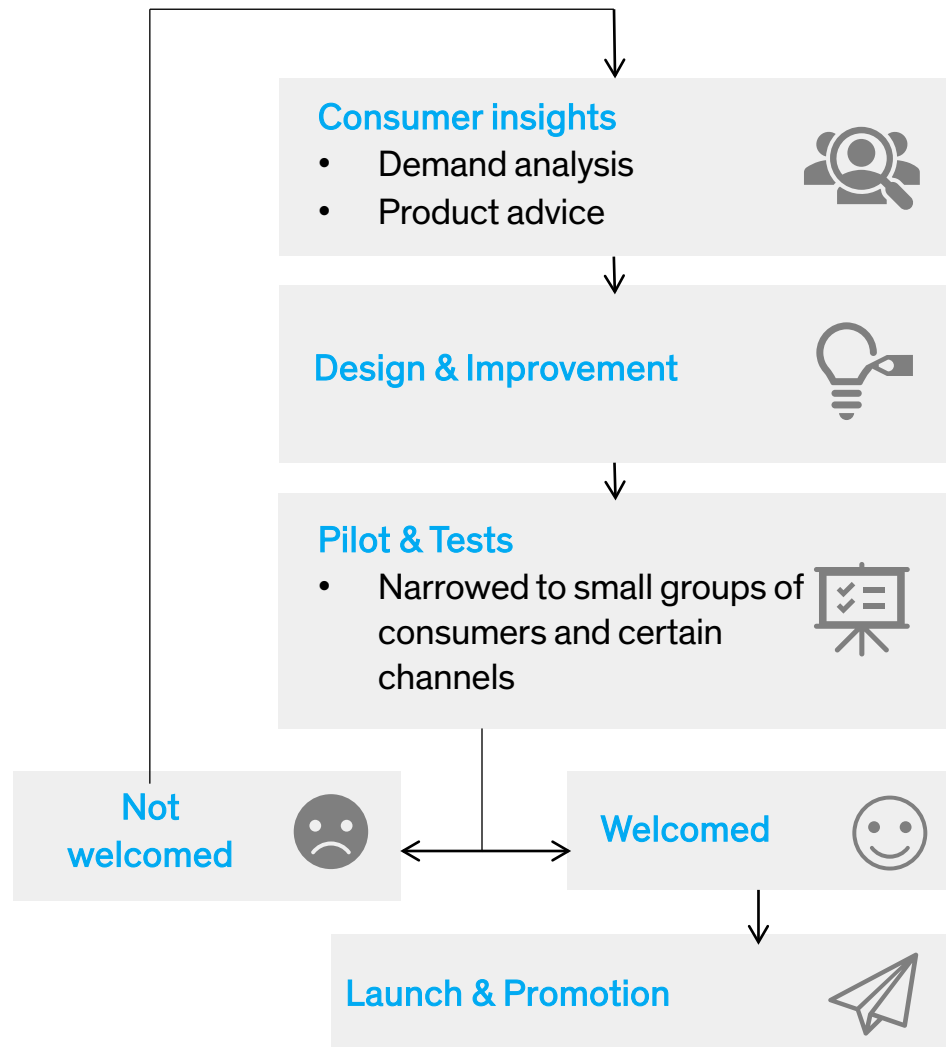 Consumer insights
• Demand analysis
• Product advice
Design & Improvement
Pilot & Tests
• Narrowed to small groups of
consumers and certain
channels
Not
welcomed
Welcomed
Launch & Promotion